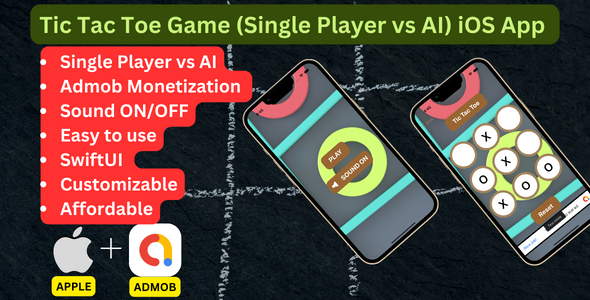 Tic Tac Toe Game (Single Player vs AI) iOS App
Single Player vs AI
Admob Monetization
Sound ON/OFF
Easy to use
SwiftUI
Customizable
Affordable
APPLE
+
ADMOB
PLAY
SOUND ON
Tic Tac Toe
X
O X
O O
X
Reset